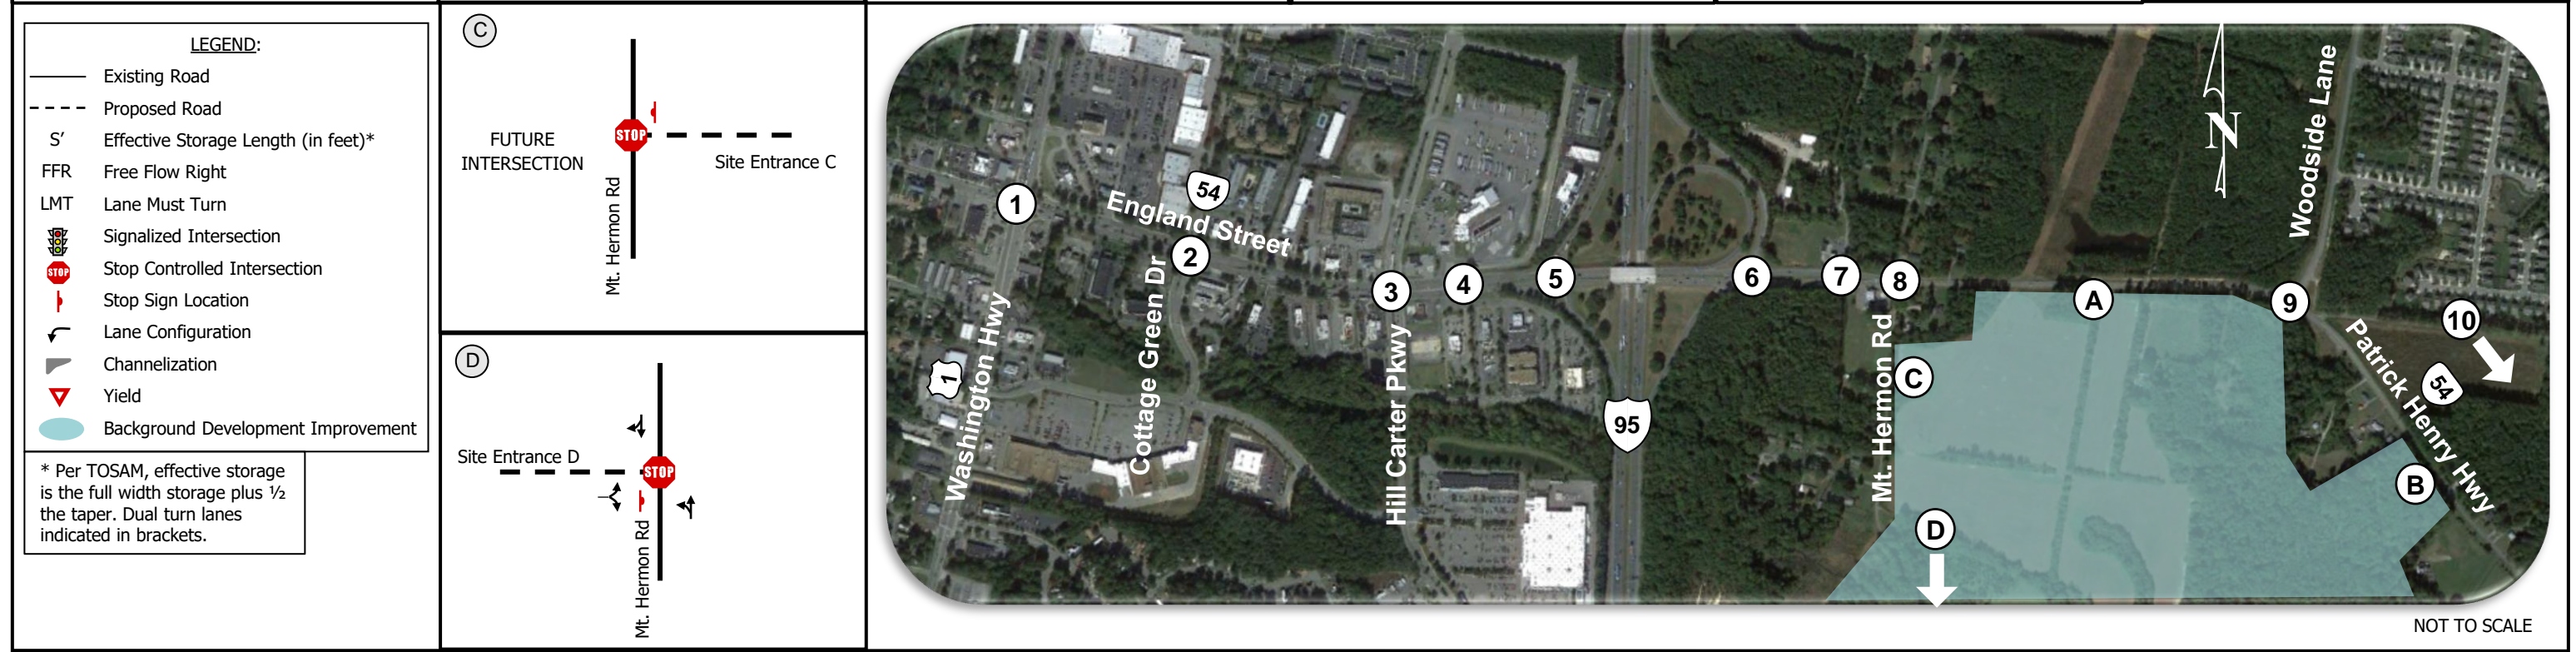 LEGEND:
Existing Road
Proposed Road
S' Effective Storage Length (in feet)*
FFR Free Flow Right
LMT Lane Must Turn
Signalized Intersection
STOP Stop Controlled Intersection
Stop Sign Location
Lane Configuration
Channelization
Yield
Background Development Improvement
* Per TOSAM, effective storage
is the full width storage plus ½
the taper. Dual turn lanes
indicated in brackets.
C
FUTURE
INTERSECTION
STOP
Site Entrance C
Mt. Hermon Rd
D
Site Entrance D
STOP
Mt. Hermon Rd
1
Washington Hwy
1
54
England Street
2
Cottage Green Dr
3
Hill Carter Pkwy
4
5
95
6
7
8
Mt. Hermon Rd
C
D
A
N
Woodside Lane
9
10
Patrick Henry Hwy
54
B
NOT TO SCALE